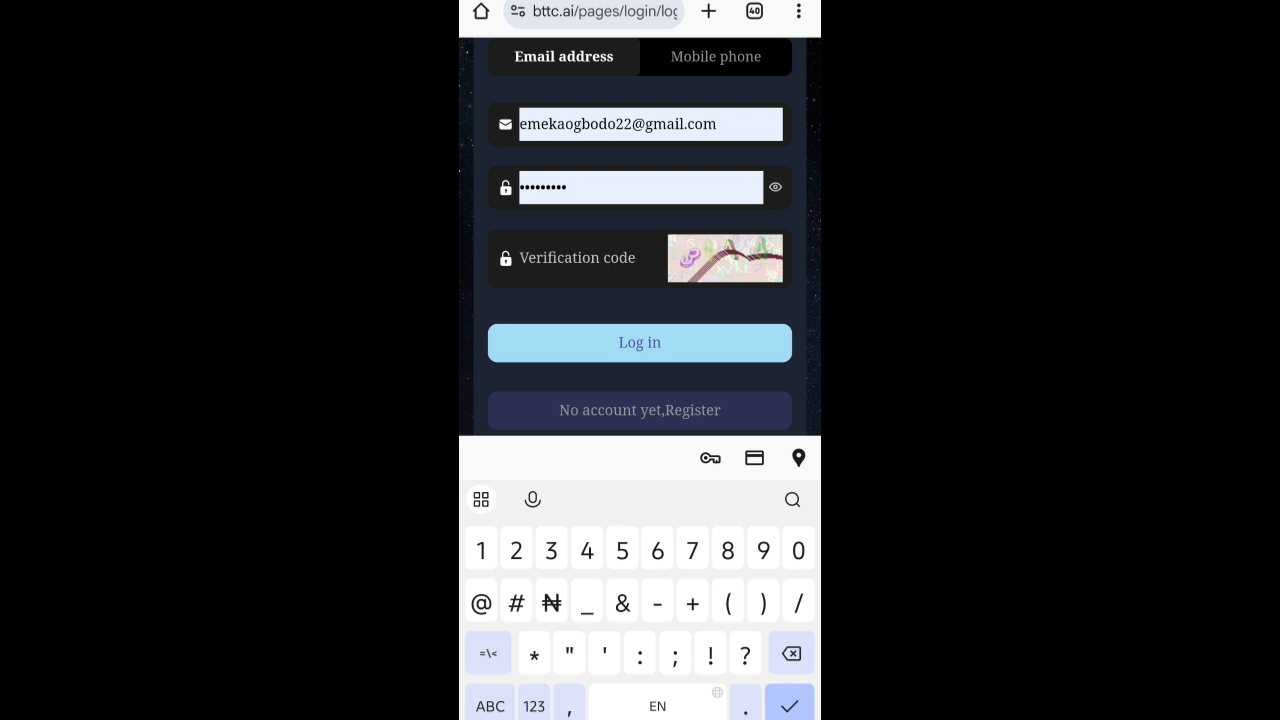 bttc.ai/pages/login/log
40
Email address
Mobile phone
emekaogbodo22@gmail.com
•••••••••
Verification code
Log in
No account yet,Register
1 2 3 4 5 6 7 8 9 0
@ # ₦ _ & - + ( ) /
=\< * " ' : ; ! ?
ABC 123 , EN .